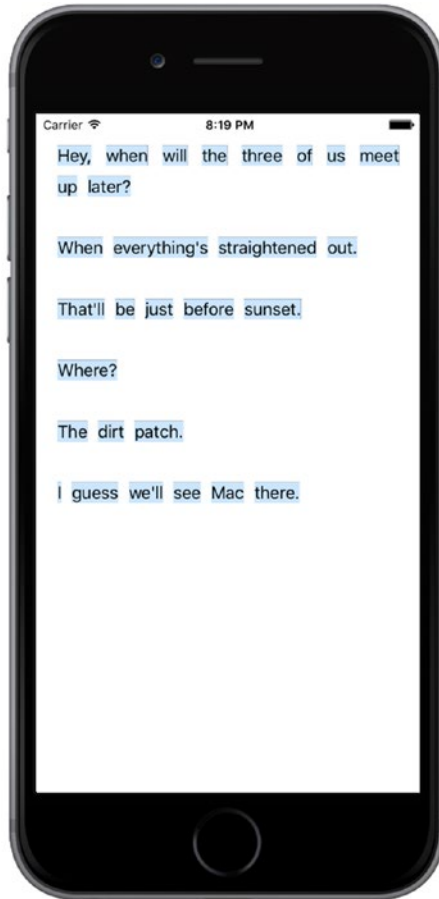 Carrier 8:19 PM
Hey, when will the three of us meet
up later?
When everything's straightened out.
That'll be just before sunset.
Where?
The dirt patch.
I guess we'll see Mac there.